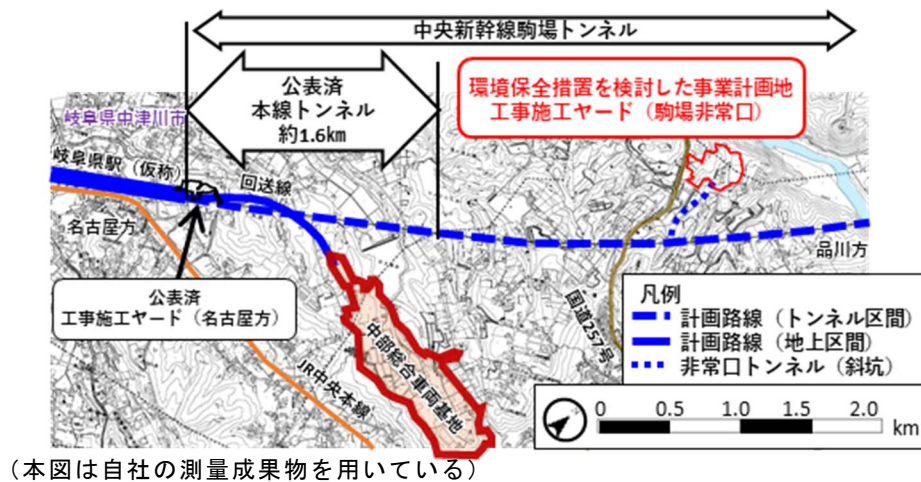 中央新幹線駒場トンネル
公表済
本線トンネル
約1.6km
環境保全措置を検討した事業計画地
工事施工ヤード（駒場非常口）
岐阜県中津川市
岐阜県駅（仮称）
回送線
名古屋方
品川方
公表済
工事施工ヤード（名古屋方）
中部総合車両基地
JR中央本線
国道257号
凡例
計画路線（トンネル区間）
計画路線（地上区間）
非常口トンネル（斜坑）
0 0.5 1.0 1.5 2.0
km
（本図は自社の測量成果物を用いている）